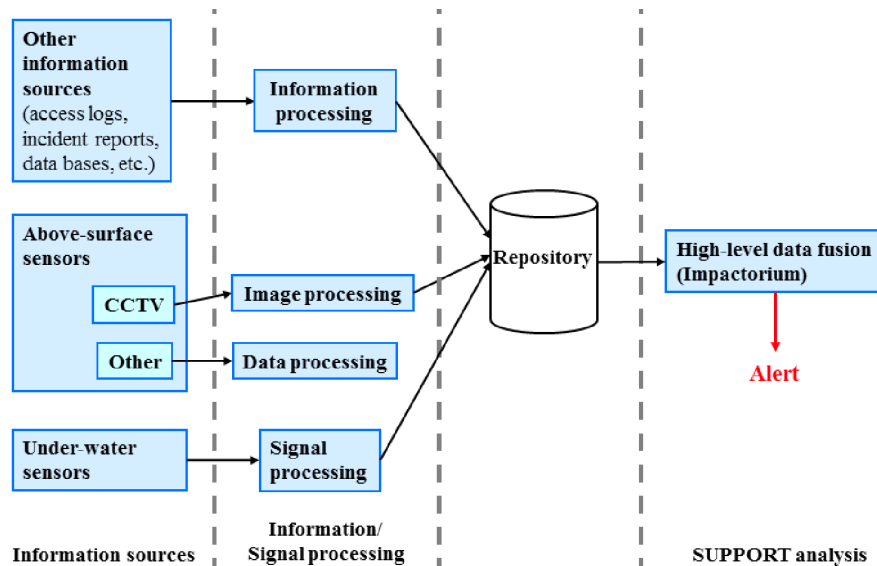 Other
information
sources
(access logs,
incident reports,
data bases, etc.)
Information
processing
Above-surface
sensors
CCTV
Image processing
Other
Data processing
Repository
High-level data fusion
(Impactorium)
Alert
Under-water
sensors
Signal
processing
Information sources
Information/
Signal processing
SUPPORT analysis